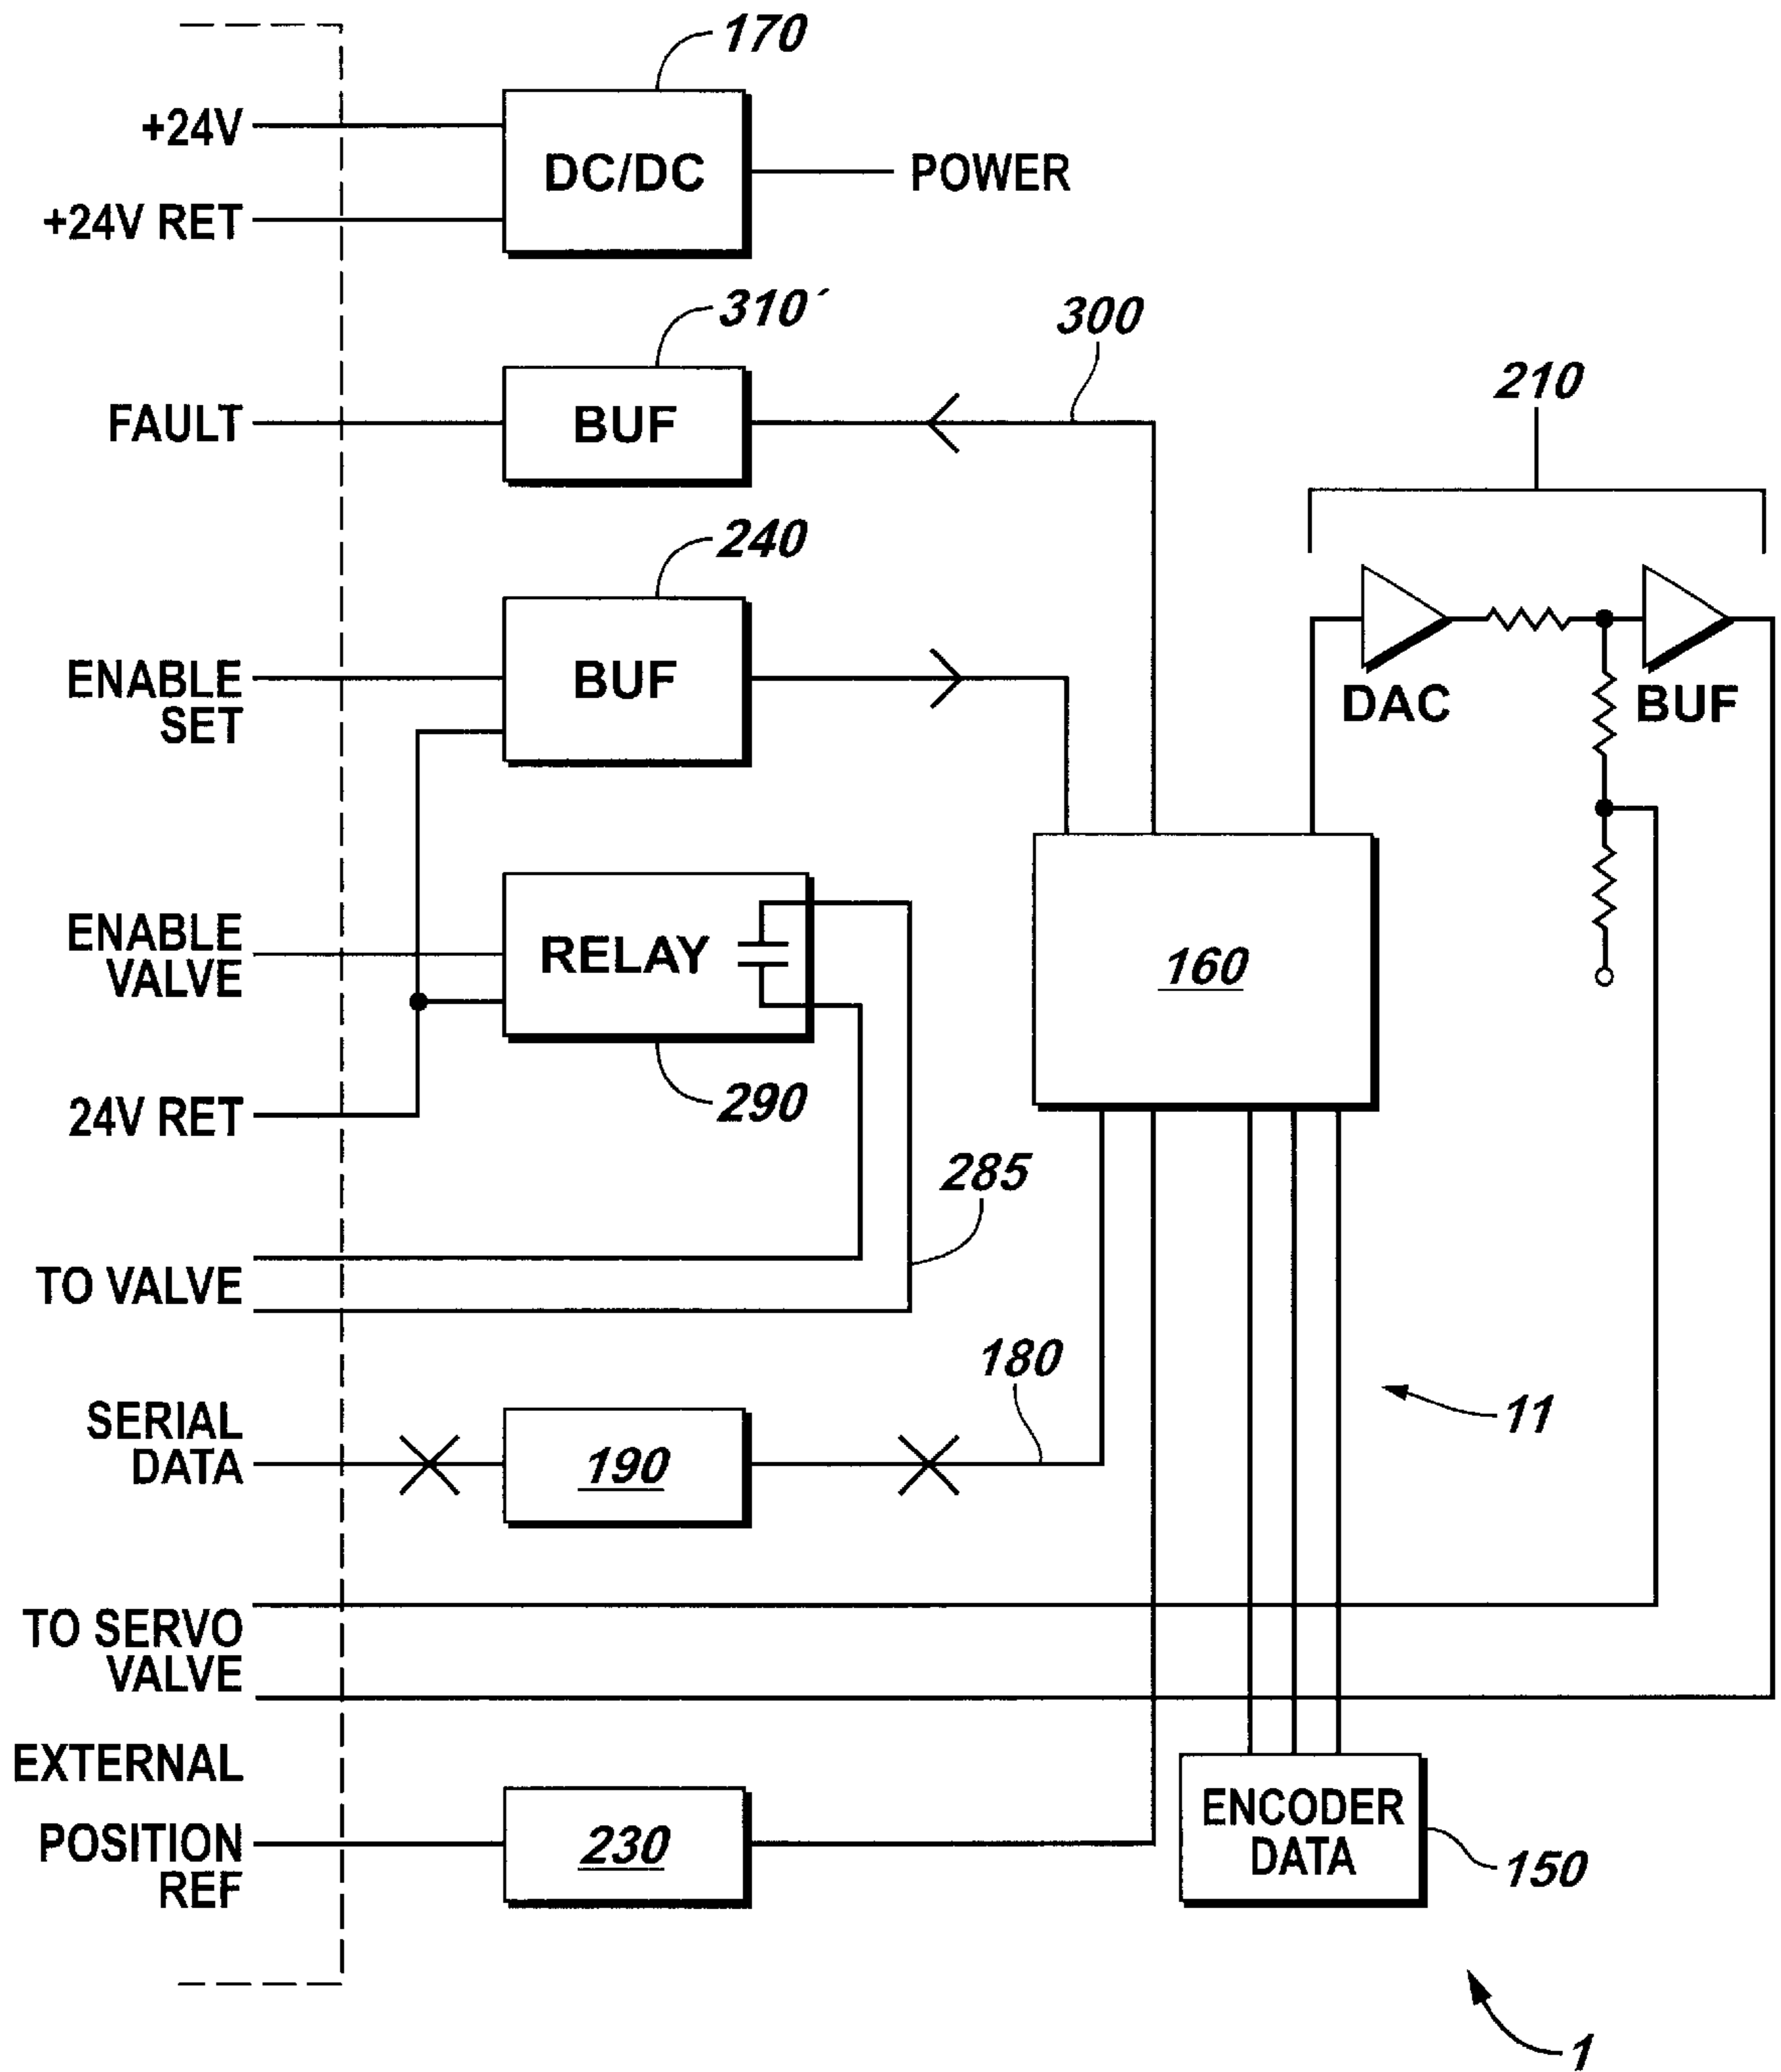 170
+24V
DC/DC
POWER
+24V RET
310´
300
210
FAULT
BUF
240
ENABLE
SET
BUF
DAC
BUF
ENABLE
VALVE
RELAY
160
290
24V RET
285
TO VALVE
180
11
SERIAL
DATA
190
TO SERVO
VALVE
EXTERNAL
POSITION
REF
230
ENCODER
DATA
150
1